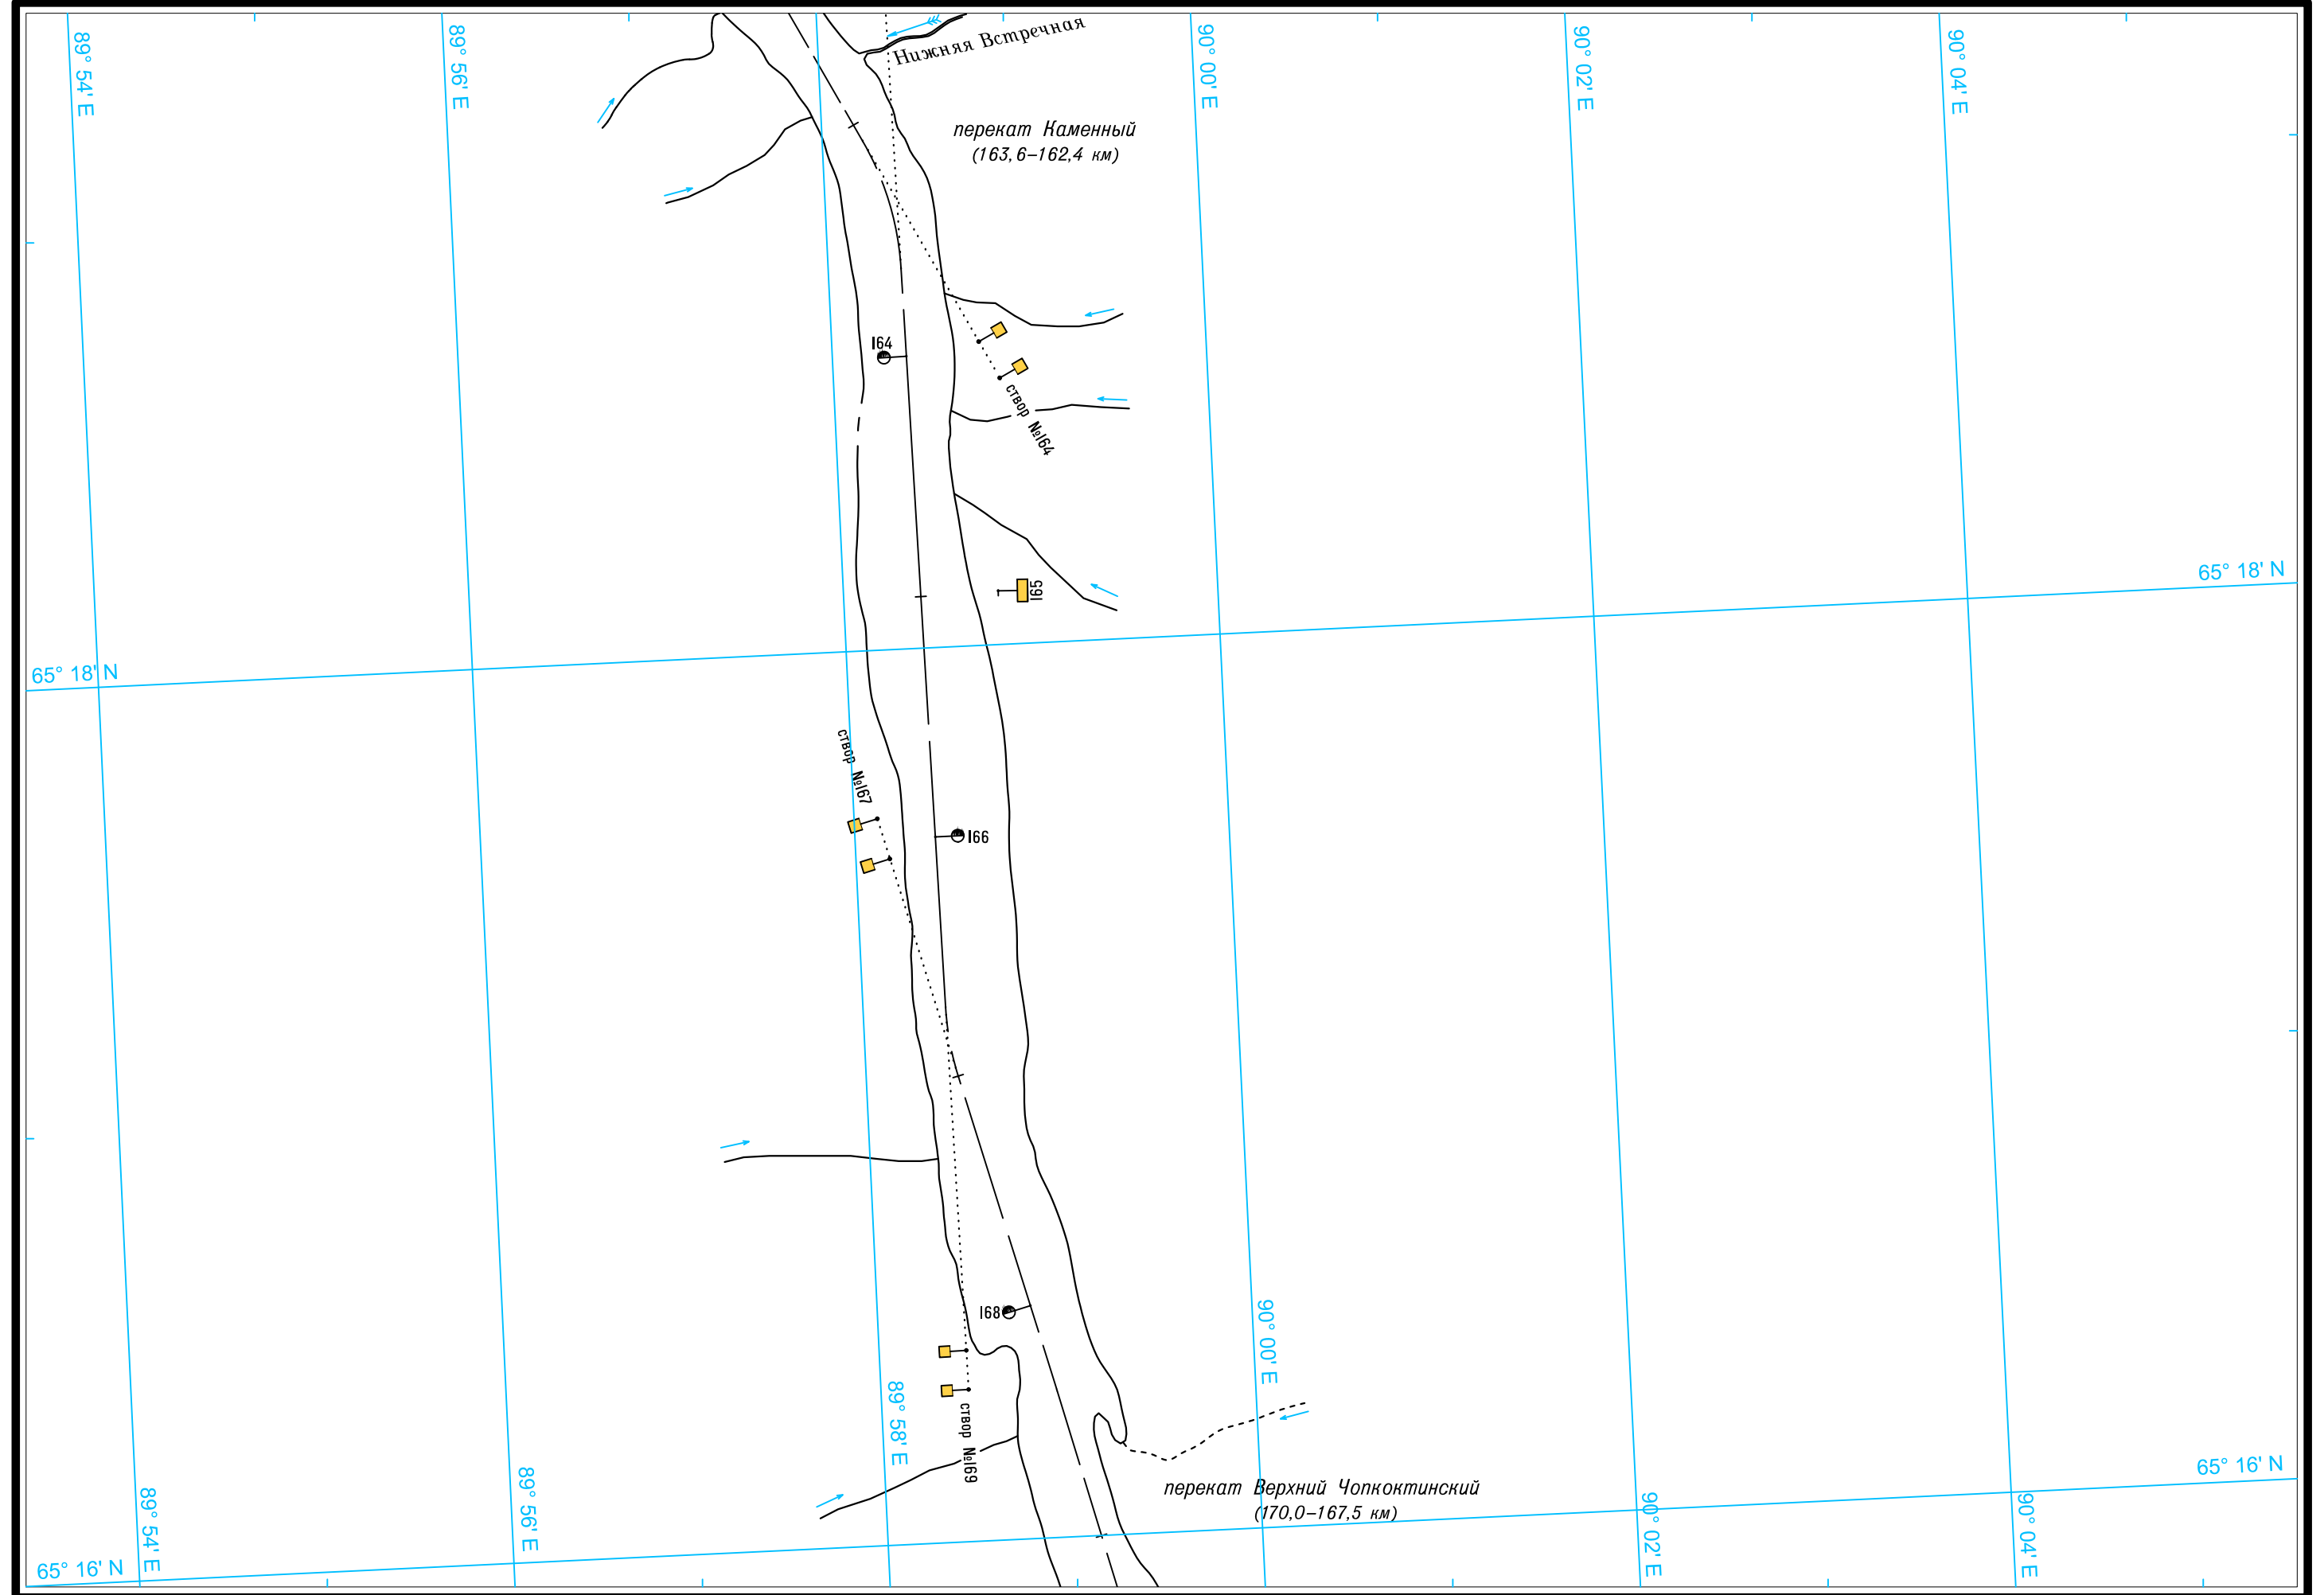 89° 54' E
89° 56' E
Нижняя Встречная
90° 00' E
90° 02' E
90° 04' E
перекат Каменный
(163,6–162,4 км)
164
створ №164
165
65° 18' N
65° 18' N
створ №167
166
168
90° 00' E
89° 58' E
створ №169
перекат Верхний Чопкоктинский
(170,0–167,5 км)
65° 16' N
89° 56' E
89° 54' E
90° 02' E
90° 04' E
65° 16' N